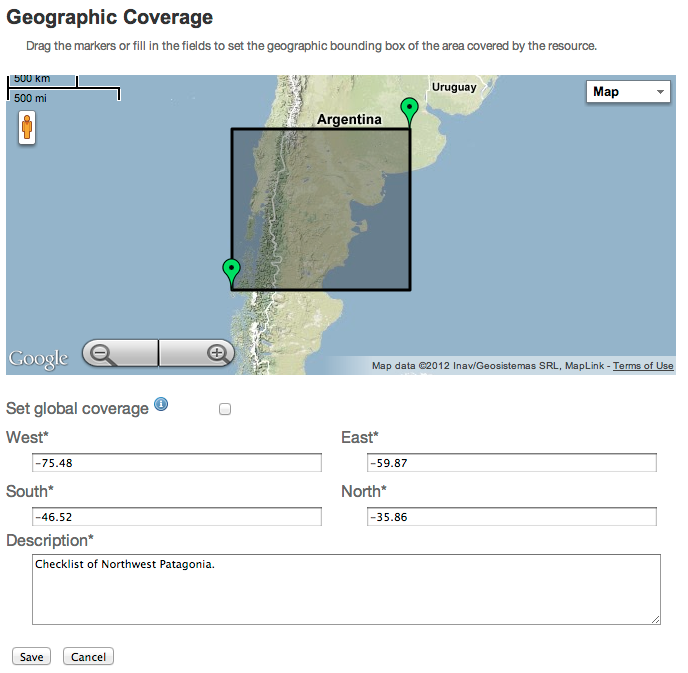 Geographic Coverage
Drag the markers or fill in the fields to set the geographic bounding box of the area covered by the resource.
500 km
500 mi
Uruguay
Argentina
Map
Google
Map data ©2012 Inav/Geosistemas SRL, MapLink - Terms of Use
Set global coverage
West*
East*
-75.48
-59.87
South*
North*
-46.52
-35.86
Description*
Checklist of Northwest Patagonia.
Save
Cancel